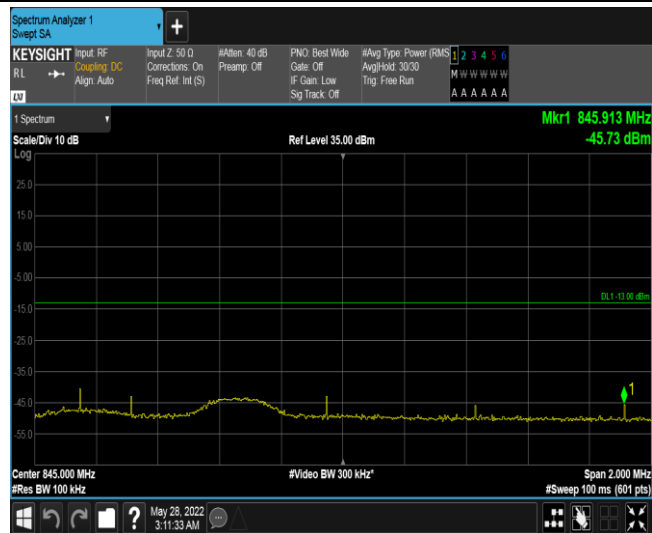 Spectrum Analyzer 1
Swept SA
+
KEYSIGHT
RL
LXI
Input: RF
Coupling: DC
Align: Auto
Input Z: 50 Ω
Corrections: On
Freq Ref: Int (S)
#Atten: 40 dB
Preamp: Off
PNO: Best Wide
Gate: Off
IF Gain: Low
Sig Track: Off
#Avg Type: Power (RMS
Avg|Hold: 30/30
Trig: Free Run
1 2 3 4 5 6
M W W W W W
A A A A A A
1 Spectrum
Scale/Div 10 dB
Ref Level 35.00 dBm
Mkr1 845.913 MHz
-45.73 dBm
Log
25.0
15.0
5.00
-5.00
DL1 -13.00 dBm
-15.0
-25.0
-35.0
1
-45.0
-55.0
Center 845.000 MHz
#Video BW 300 kHz*
Span 2.000 MHz
#Res BW 100 kHz
#Sweep 100 ms (601 pts)
?
May 28, 2022
3:11:33 AM